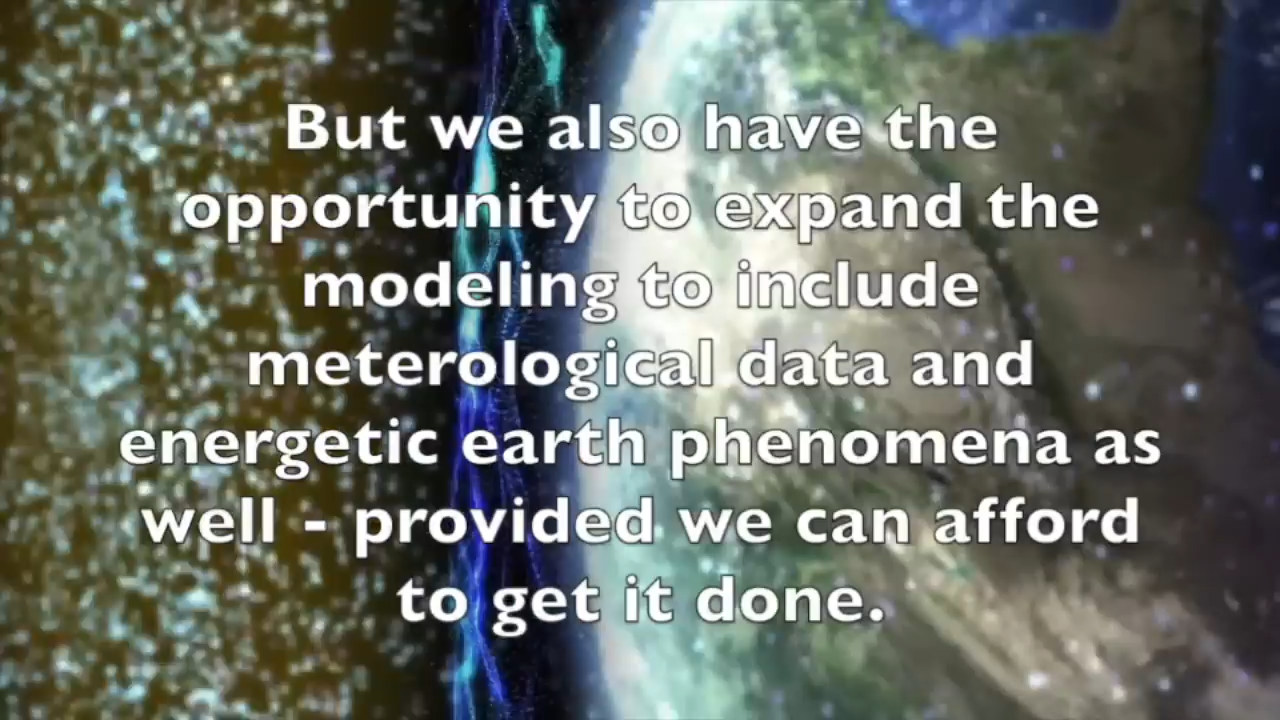 But we also have the
opportunity to expand the
modeling to include
meterological data and
energetic earth phenomena as
well - provided we can afford
to get it done.